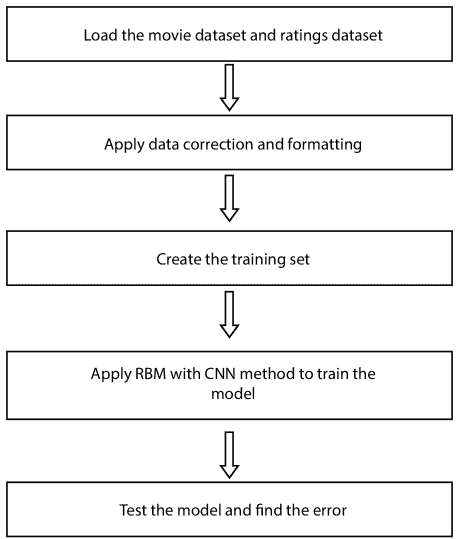 Load the movie dataset and ratings dataset
Apply data correction and formatting
Create the training set
Apply RBM with CNN method to train the
model
Test the model and find the error